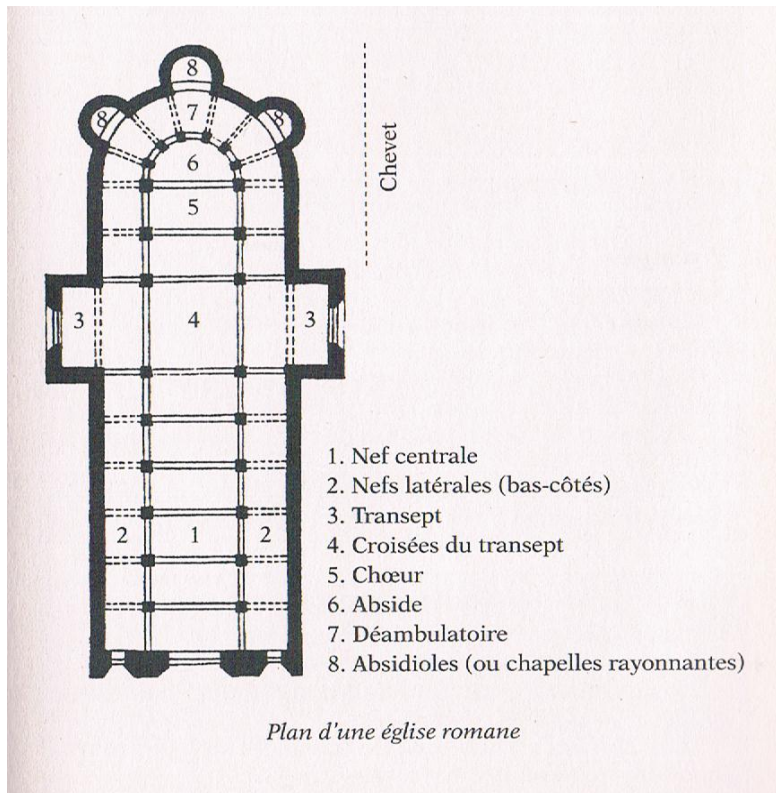 8
8
7
8
6
5
3
4
3
2
1
2
Chevet
1. Nef centrale
2. Nefs latérales (bas-côtés)
3. Transept
4. Croisées du transept
5. Chœur
6. Abside
7. Déambulatoire
8. Absidioles (ou chapelles rayonnantes)
Plan d'une église romane